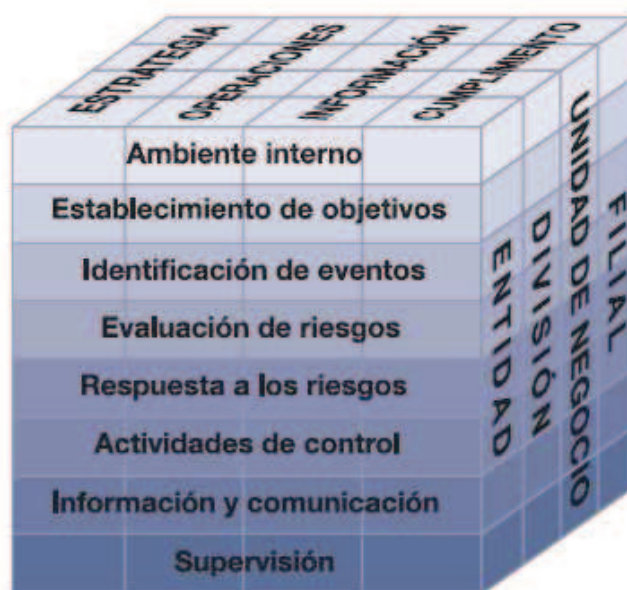 ESTRATEGIA
OPERACIONES
INFORMACIÓN
CUMPLIMIENTO
Ambiente interno
Establecimiento de objetivos
Identificación de eventos
Evaluación de riesgos
Respuesta a los riesgos
Actividades de control
Información y comunicación
Supervisión
ENTIDAD
DIVISIÓN
UNIDAD DE NEGOCIO
FILIAL